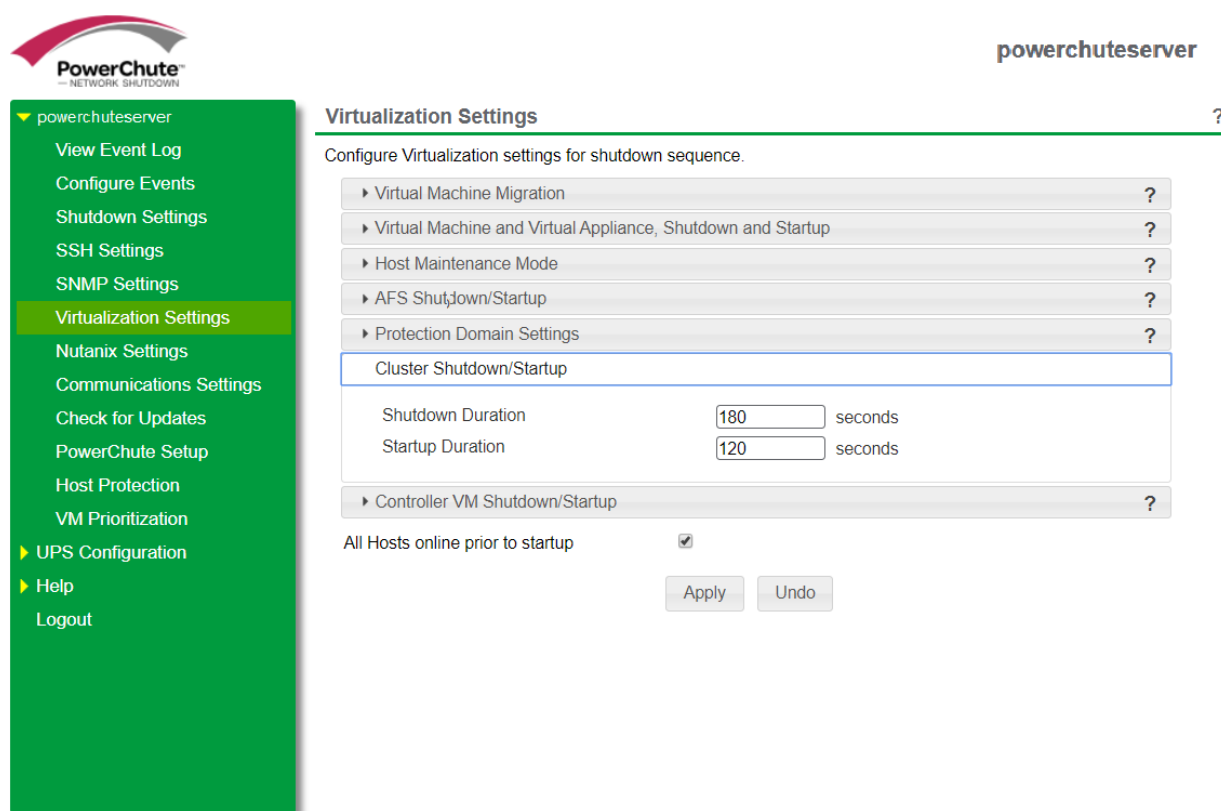 PowerChute™
— NETWORK SHUTDOWN
powerchuteserver
powerchuteserver
View Event Log
Configure Events
Shutdown Settings
SSH Settings
SNMP Settings
Virtualization Settings
Nutanix Settings
Communications Settings
Check for Updates
PowerChute Setup
Host Protection
VM Prioritization
UPS Configuration
Help
Logout
Virtualization Settings ?
Configure Virtualization settings for shutdown sequence.
Virtual Machine Migration ?
Virtual Machine and Virtual Appliance, Shutdown and Startup ?
Host Maintenance Mode ?
AFS Shutdown/Startup ?
Protection Domain Settings ?
Cluster Shutdown/Startup
Shutdown Duration 180 seconds
Startup Duration 120 seconds
Controller VM Shutdown/Startup ?
All Hosts online prior to startup
Apply Undo